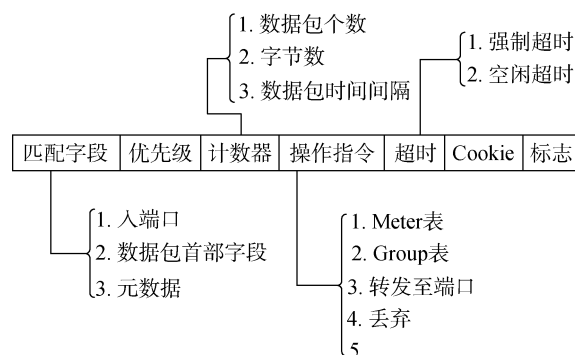 1. 数据包个数
2. 字节数
3. 数据包时间间隔
1. 强制超时
2. 空闲超时
匹配字段 优先级 计数器 操作指令 超时 Cookie 标志
1. 入端口
2. 数据包首部字段
3. 元数据
1. Meter表
2. Group表
3. 转发至端口
4. 丢弃
5